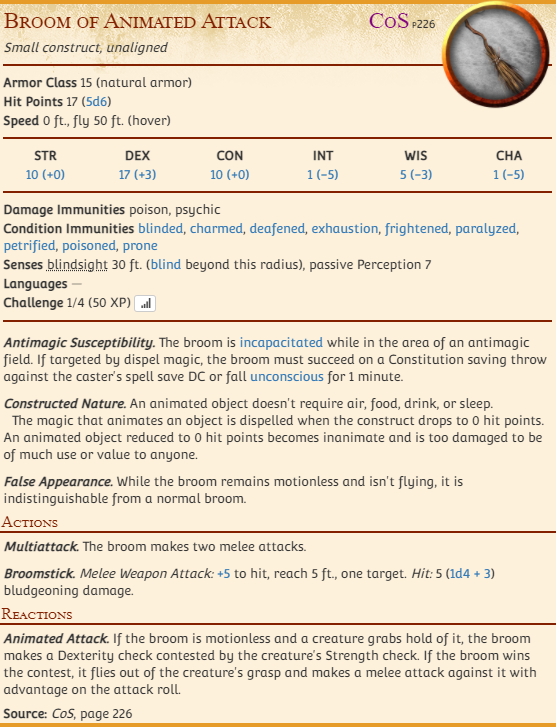 Broom of Animated Attack CoS P226
Small construct, unaligned
Armor Class 15 (natural armor)
Hit Points 17 (5d6)
Speed 0 ft., fly 50 ft. (hover)
STR DEX CON INT WIS CHA
10 (+0) 17 (+3) 10 (+0) 1 (−5) 5 (−3) 1 (−5)
Damage Immunities poison, psychic
Condition Immunities blinded, charmed, deafened, exhaustion, frightened, paralyzed,
petrified, poisoned, prone
Senses blindsight 30 ft. (blind beyond this radius), passive Perception 7
Languages —
Challenge 1/4 (50 XP)
Antimagic Susceptibility. The broom is incapacitated while in the area of an antimagic
field. If targeted by dispel magic, the broom must succeed on a Constitution saving throw
against the caster's spell save DC or fall unconscious for 1 minute.
Constructed Nature. An animated object doesn't require air, food, drink, or sleep.
The magic that animates an object is dispelled when the construct drops to 0 hit points.
An animated object reduced to 0 hit points becomes inanimate and is too damaged to be
of much use or value to anyone.
False Appearance. While the broom remains motionless and isn't flying, it is
indistinguishable from a normal broom.
Actions
Multiattack. The broom makes two melee attacks.
Broomstick. Melee Weapon Attack: +5 to hit, reach 5 ft., one target. Hit: 5 (1d4 + 3)
bludgeoning damage.
Reactions
Animated Attack. If the broom is motionless and a creature grabs hold of it, the broom
makes a Dexterity check contested by the creature's Strength check. If the broom wins
the contest, it flies out of the creature's grasp and makes a melee attack against it with
advantage on the attack roll.
Source: CoS, page 226